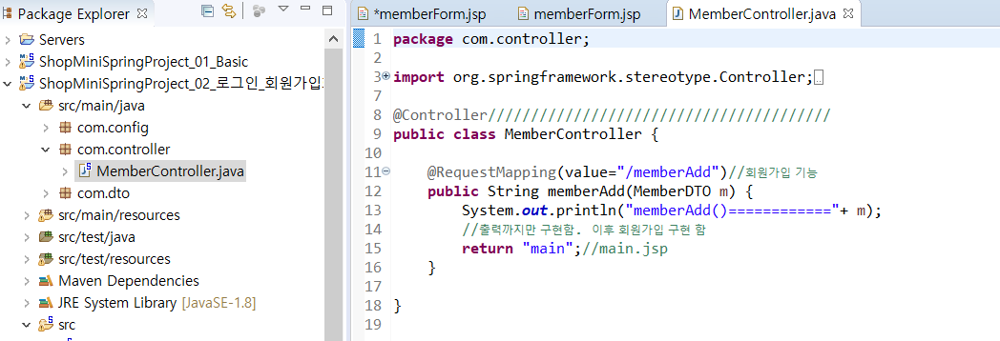 Package Explorer
Servers
ShopMiniSpringProject_01_Basic
ShopMiniSpringProject_02_로그인_회원가입
src/main/java
com.config
com.controller
MemberController.java
com.dto
src/main/resources
src/test/java
src/test/resources
Maven Dependencies
JRE System Library [JavaSE-1.8]
src
*memberForm.jsp
memberForm.jsp
MemberController.java
1 package com.controller;
2
3 import org.springframework.stereotype.Controller;
7
8 @Controller////////////////////////////////////////
9 public class MemberController {
10
11 @RequestMapping(value="/memberAdd")//회원가입 기능
12 public String memberAdd(MemberDTO m) {
13 System.out.println("memberAdd()============"+ m);
14 //출력까지만 구현함. 이후 회원가입 구현 함
15 return "main";//main.jsp
16 }
17
18 }
19